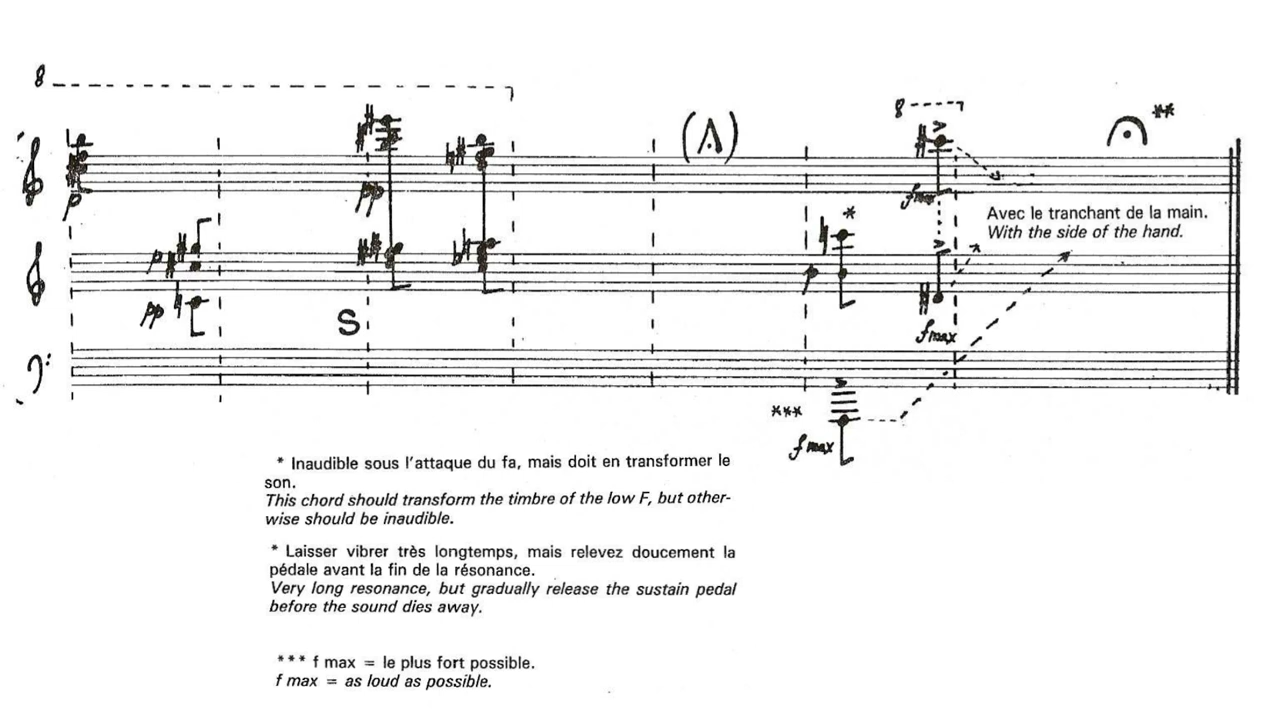 8
8
**
(A)
p
pp
f max
Avec le tranchant de la main.
With the side of the hand.
*
p
pp
p
S
f max
***
f max
* Inaudible sous l'attaque du fa, mais doit en transformer le
son.
This chord should transform the timbre of the low F, but other-
wise should be inaudible.
* Laisser vibrer très longtemps, mais relevez doucement la
pédale avant la fin de la résonance.
Very long resonance, but gradually release the sustain pedal
before the sound dies away.
*** f max = le plus fort possible.
f max = as loud as possible.